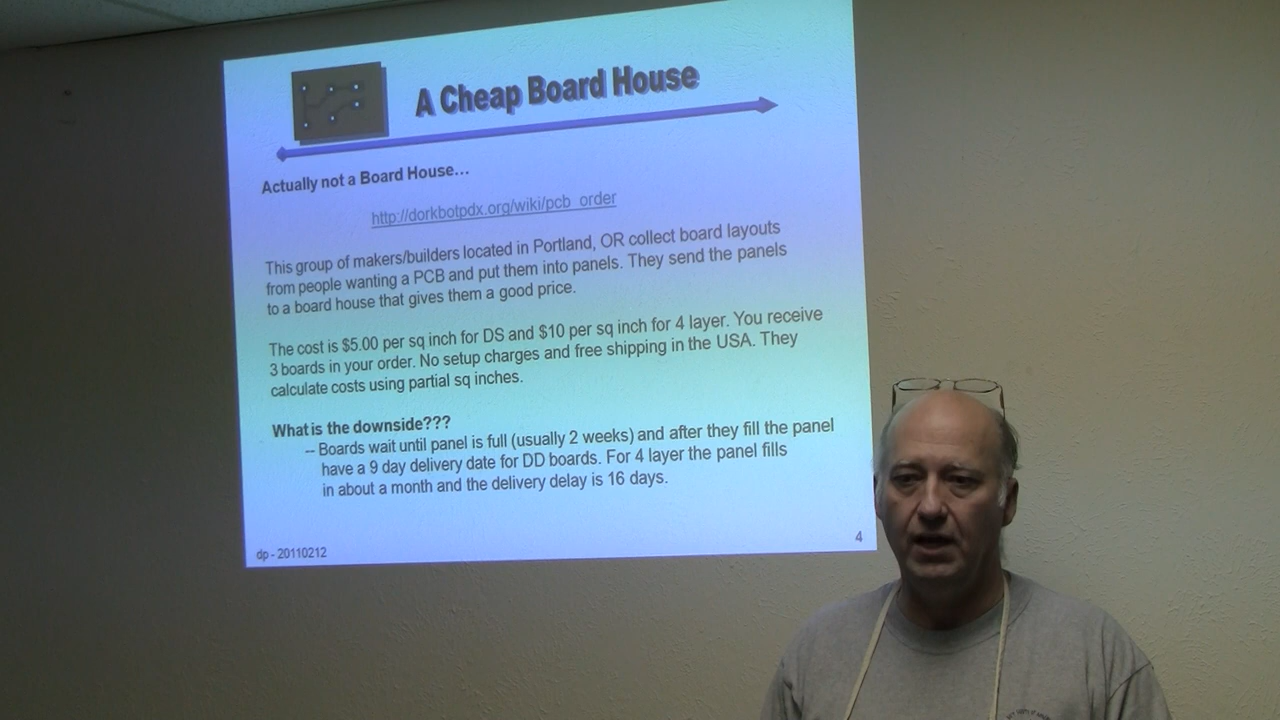 A Cheap Board House
Actually not a Board House...
http://dorkbotpdx.org/wiki/pcb_order
This group of makers/builders located in Portland, OR collect board layouts
from people wanting a PCB and put them into panels. They send the panels
to a board house that gives them a good price.
The cost is $5.00 per sq inch for DS and $10 per sq inch for 4 layer. You receive
3 boards in your order. No setup charges and free shipping in the USA. They
calculate costs using partial sq inches.
What is the downside???
-- Boards wait until panel is full (usually 2 weeks) and after they fill the panel
have a 9 day delivery date for DD boards. For 4 layer the panel fills
in about a month and the delivery delay is 16 days.
dp - 20110212
4